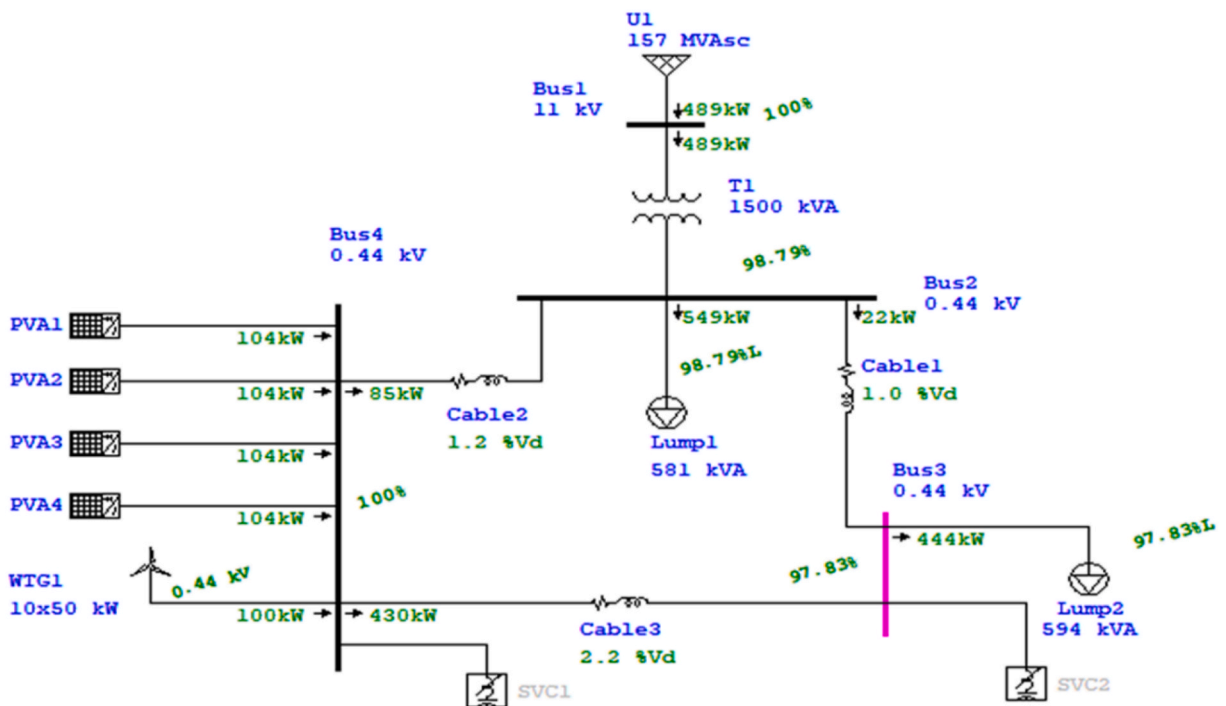 U1
157 MVAsc
Bus1
11 kV
489kW
100%
489kW
T1
1500 kVA
Bus4
0.44 kV
98.79%
Bus2
0.44 kV
PVA1
104kW
549kW
22kW
98.79%L
Cable1
1.0 %Vd
PVA2
104kW
85kW
Cable2
1.2 %Vd
Lump1
581 kVA
PVA3
104kW
Bus3
0.44 kV
PVA4
104kW
100%
444kW
97.83%L
97.83%
WTG1
10x50 kW
0.44 kV
100kW
430kW
Cable3
2.2 %Vd
Lump2
594 kVA
SVC1
SVC2